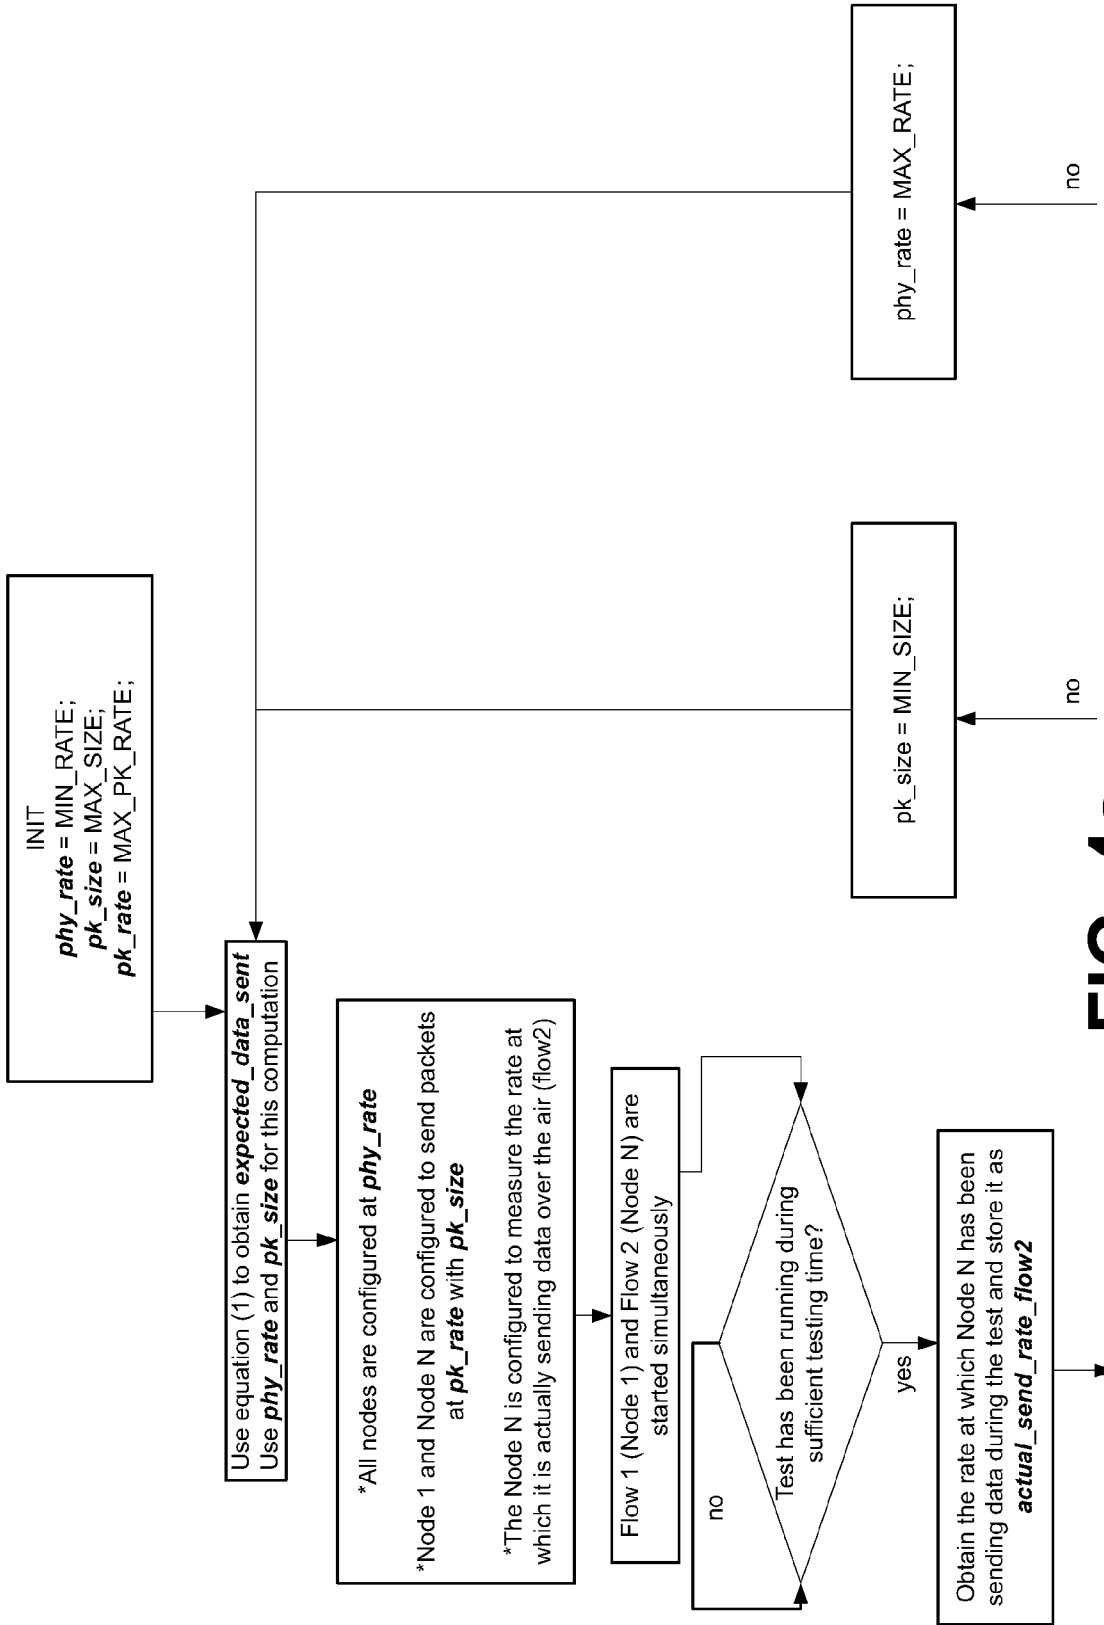 INIT
phy_rate = MIN_RATE;
pk_size = MAX_SIZE;
pk_rate = MAX_PK_RATE;
Use equation (1) to obtain expected_data_sent
Use phy_rate and pk_size for this computation
*All nodes are configured at phy_rate
*Node 1 and Node N are configured to send packets
at pk_rate with pk_size
*The Node N is configured to measure the rate at
which it is actually sending data over the air (flow2)
Flow 1 (Node 1) and Flow 2 (Node N) are
started simultaneously
Test has been running during
sufficient testing time?
no
yes
Obtain the rate at which Node N has been
sending data during the test and store it as
actual_send_rate_flow2
pk_size = MIN_SIZE;
no
phy_rate = MAX_RATE;
no